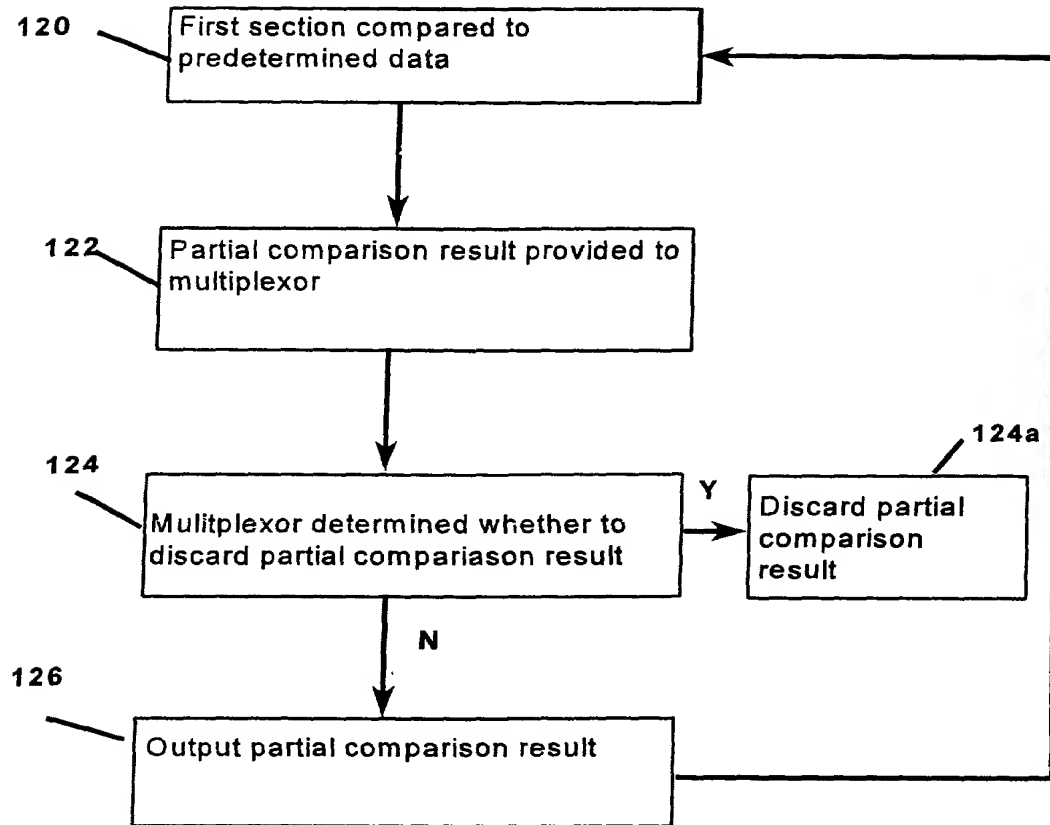 120
First section compared to
predetermined data
122
Partial comparison result provided to
multiplexor
124
Mulitplexor determined whether to
discard partial compariason result
Y
124a
Discard partial
comparison
result
N
126
Output partial comparison result